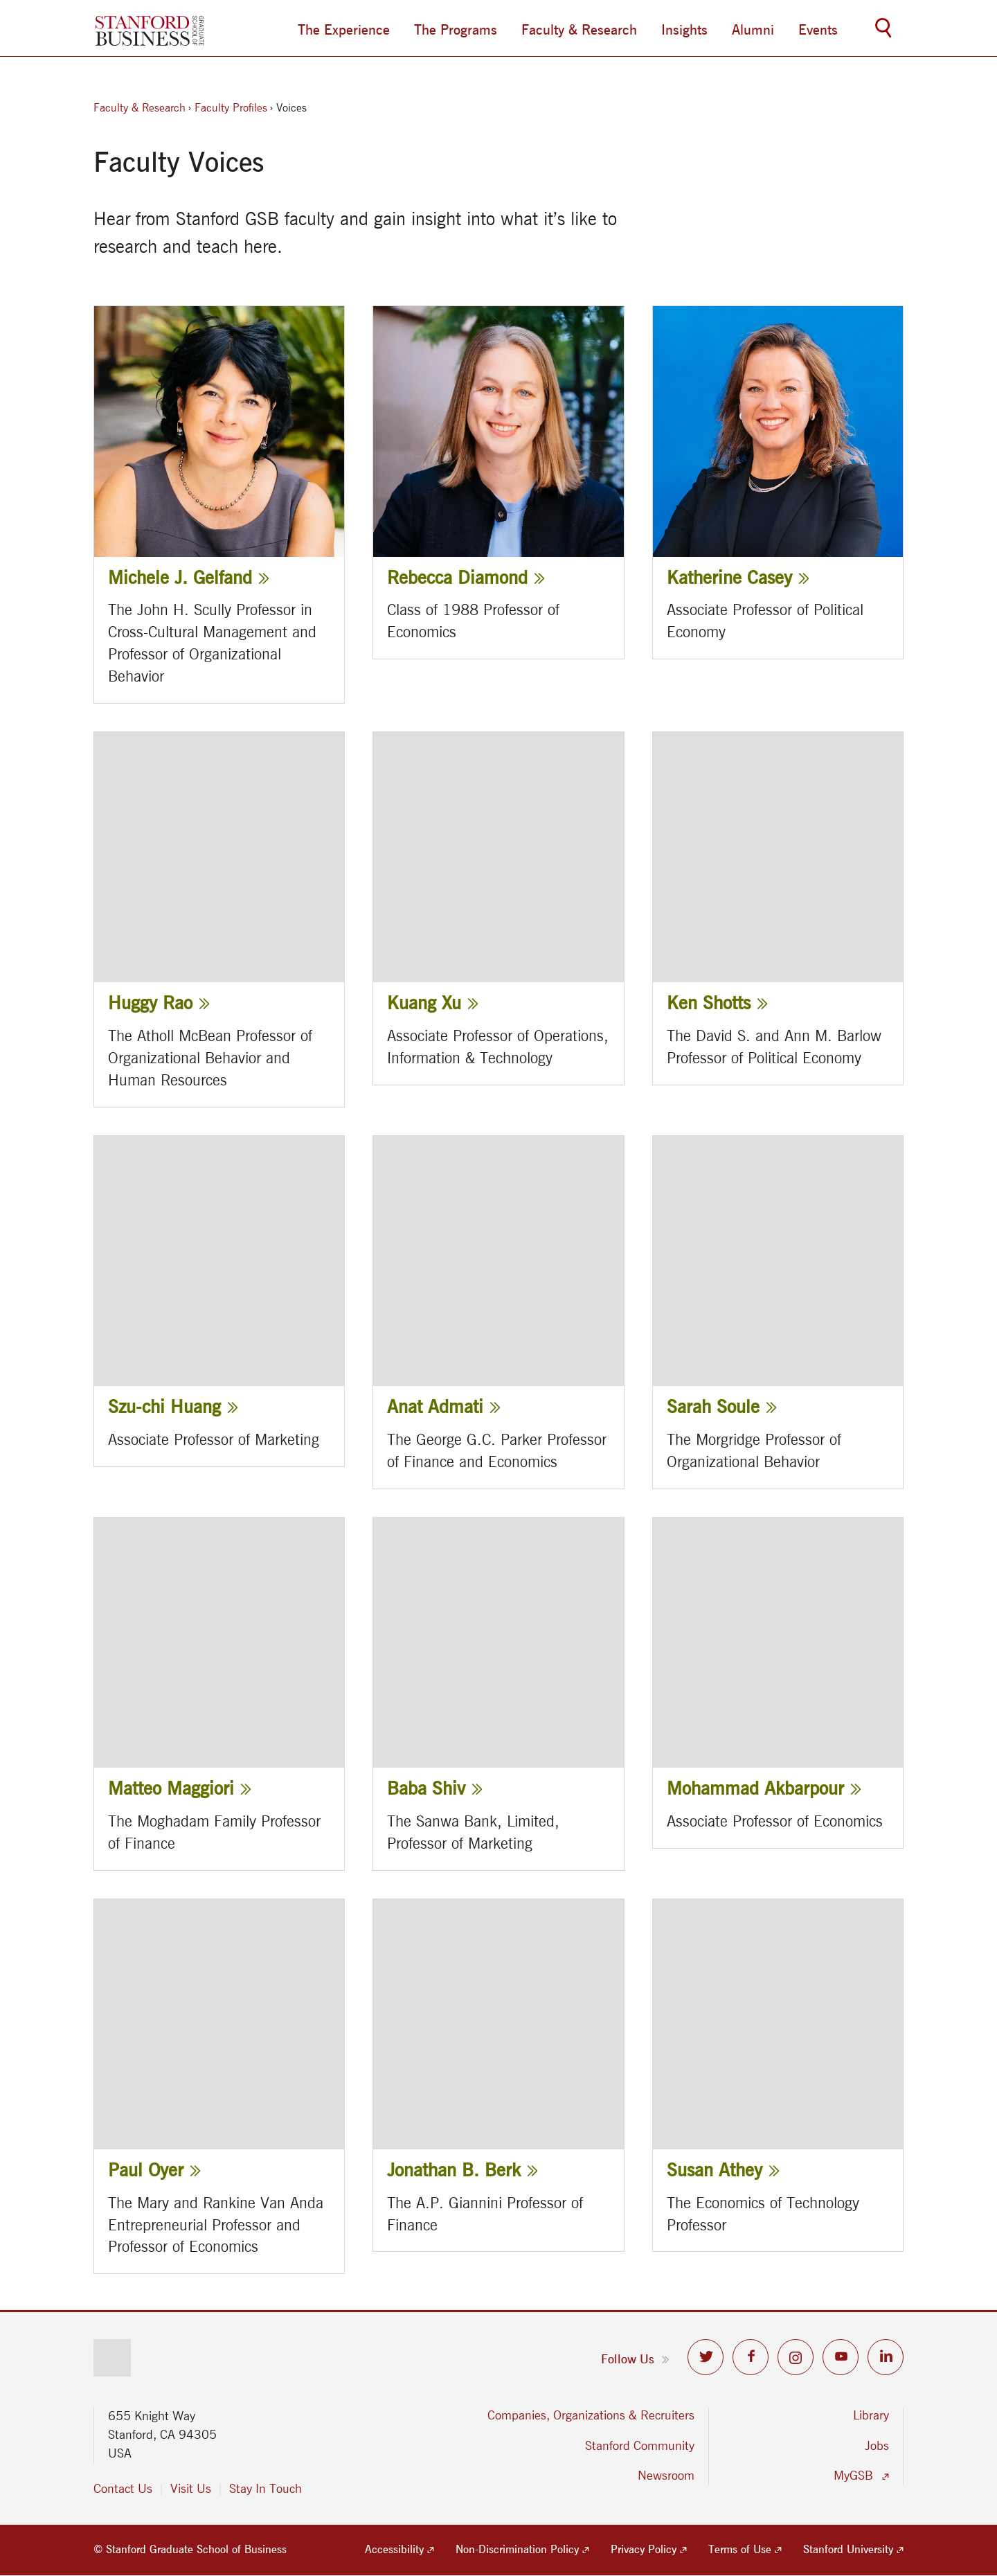 STANFORD
BUSINESS
GRADUATE
SCHOOL OF
The Experience
The Programs
Faculty & Research
Insights
Alumni
Events
Faculty & Research › Faculty Profiles › Voices
Faculty Voices
Hear from Stanford GSB faculty and gain insight into what it’s like to
research and teach here.
Michele J. Gelfand
The John H. Scully Professor in
Cross-Cultural Management and
Professor of Organizational
Behavior
Rebecca Diamond
Class of 1988 Professor of
Economics
Katherine Casey
Associate Professor of Political
Economy
Huggy Rao
The Atholl McBean Professor of
Organizational Behavior and
Human Resources
Kuang Xu
Associate Professor of Operations,
Information & Technology
Ken Shotts
The David S. and Ann M. Barlow
Professor of Political Economy
Szu-chi Huang
Associate Professor of Marketing
Anat Admati
The George G.C. Parker Professor
of Finance and Economics
Sarah Soule
The Morgridge Professor of
Organizational Behavior
Matteo Maggiori
The Moghadam Family Professor
of Finance
Baba Shiv
The Sanwa Bank, Limited,
Professor of Marketing
Mohammad Akbarpour
Associate Professor of Economics
Paul Oyer
The Mary and Rankine Van Anda
Entrepreneurial Professor and
Professor of Economics
Jonathan B. Berk
The A.P. Giannini Professor of
Finance
Susan Athey
The Economics of Technology
Professor
Follow Us
655 Knight Way
Stanford, CA 94305
USA
Contact Us | Visit Us | Stay In Touch
Companies, Organizations & Recruiters
Stanford Community
Newsroom
Library
Jobs
MyGSB
© Stanford Graduate School of Business
Accessibility
Non-Discrimination Policy
Privacy Policy
Terms of Use
Stanford University